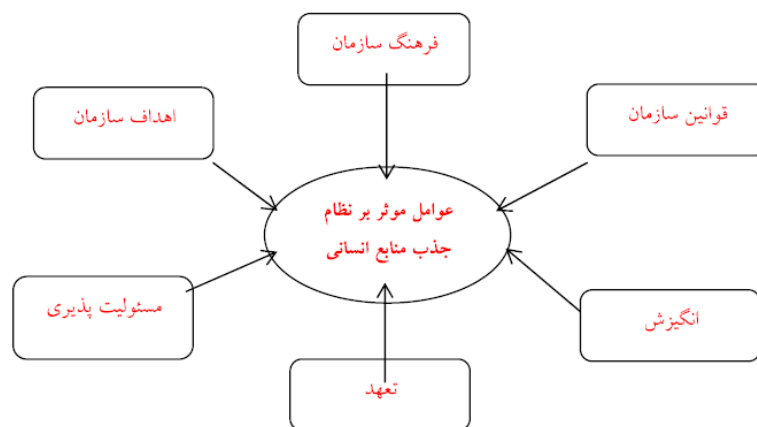 فرهنگ سازمان
قوانین سازمان
اهداف سازمان
عوامل موثر بر نظام
جذب منابع انسانی
انگیزش
مسئولیت پذیری
تعهد